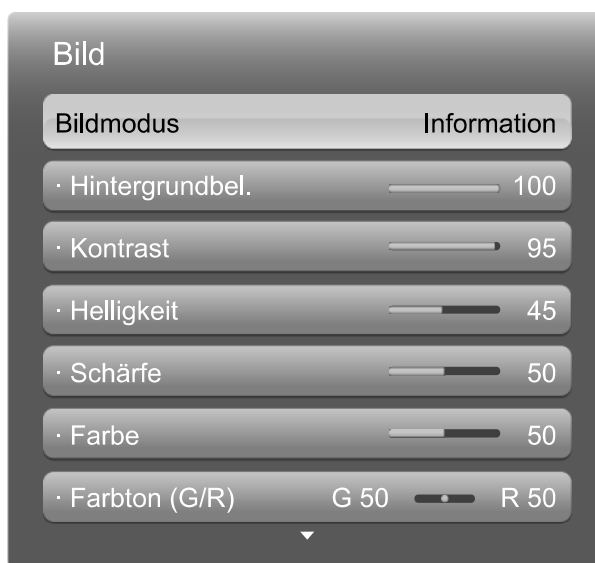 Bild
Bildmodus Information
· Hintergrundbel. 100
· Kontrast 95
· Helligkeit 45
· Schärfe 50
· Farbe 50
· Farbton (G/R) G 50 R 50